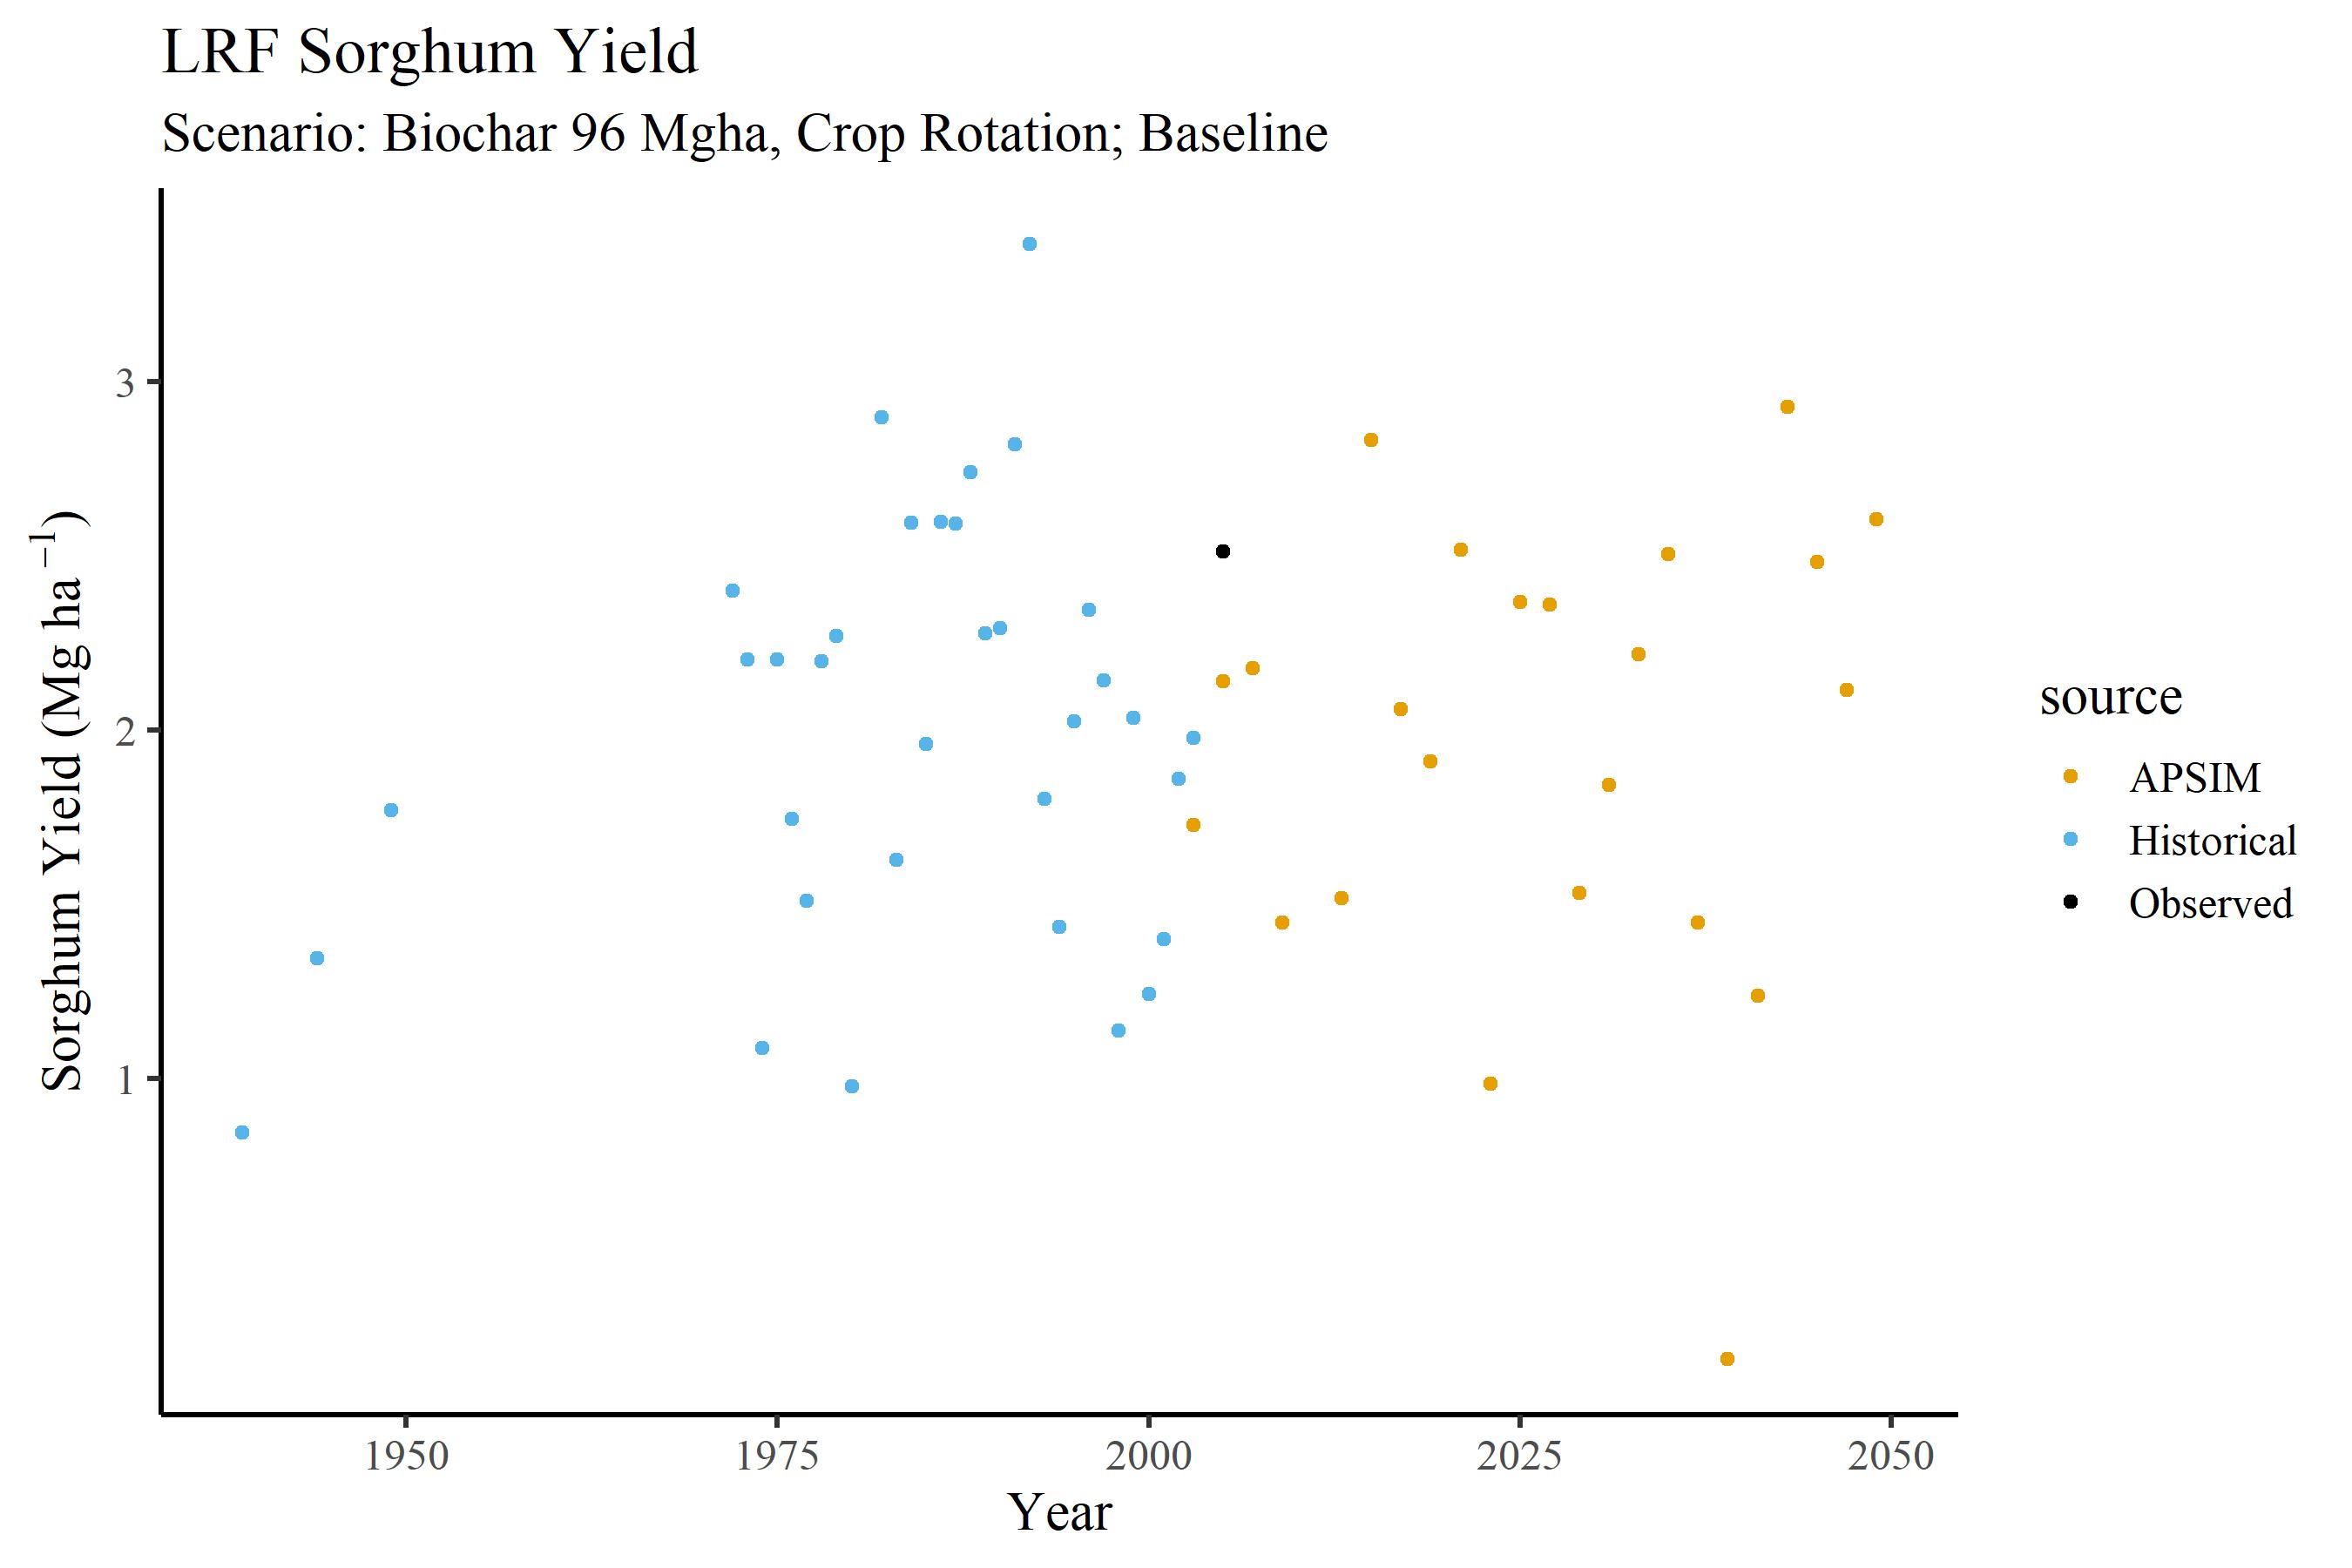 LRF Sorghum Yield
Scenario: Biochar 96 Mgha, Crop Rotation; Baseline
Sorghum Yield (Mg ha⁻¹)
3
2
1
1950
1975
2000
2025
2050
Year
source
APSIM
Historical
Observed